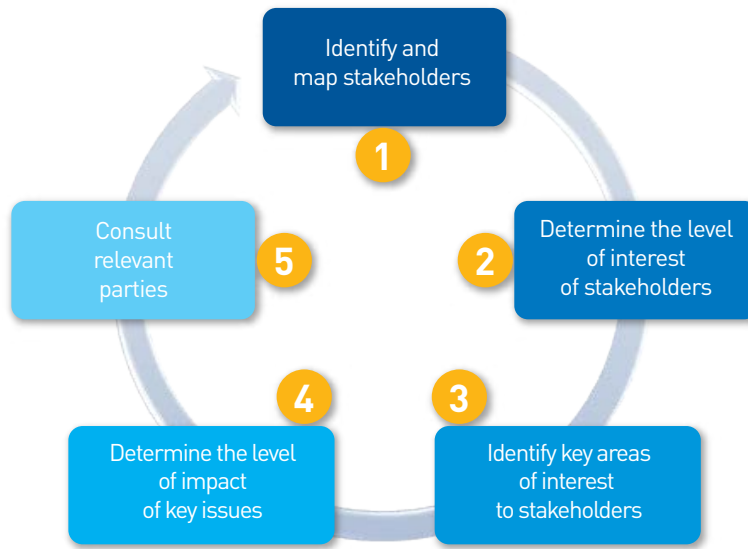 Identify and
map stakeholders
1
Determine the level
of interest
of stakeholders
2
Identify key areas
of interest
to stakeholders
3
Determine the level
of impact
of key issues
4
Consult
relevant
parties
5